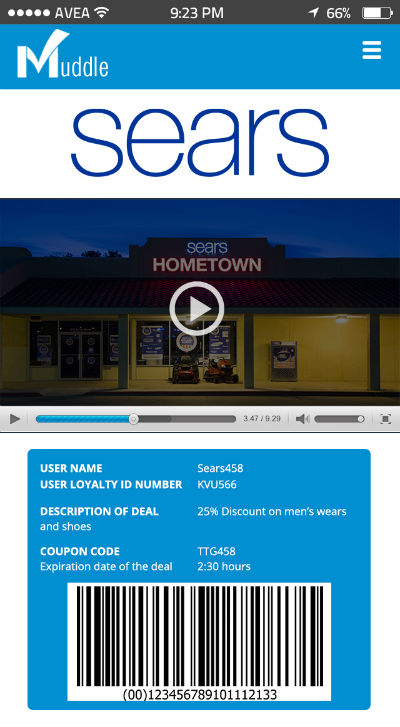 AVEA 9:23 PM 66%
Muddle
sears
sears
HOMETOWN
3.47 / 9.29
USER NAME Sears458
USER LOYALTY ID NUMBER KVU566
DESCRIPTION OF DEAL 25% Discount on men's wears
and shoes
COUPON CODE TTG458
Expiration date of the deal 2:30 hours
(00)123456789101112133